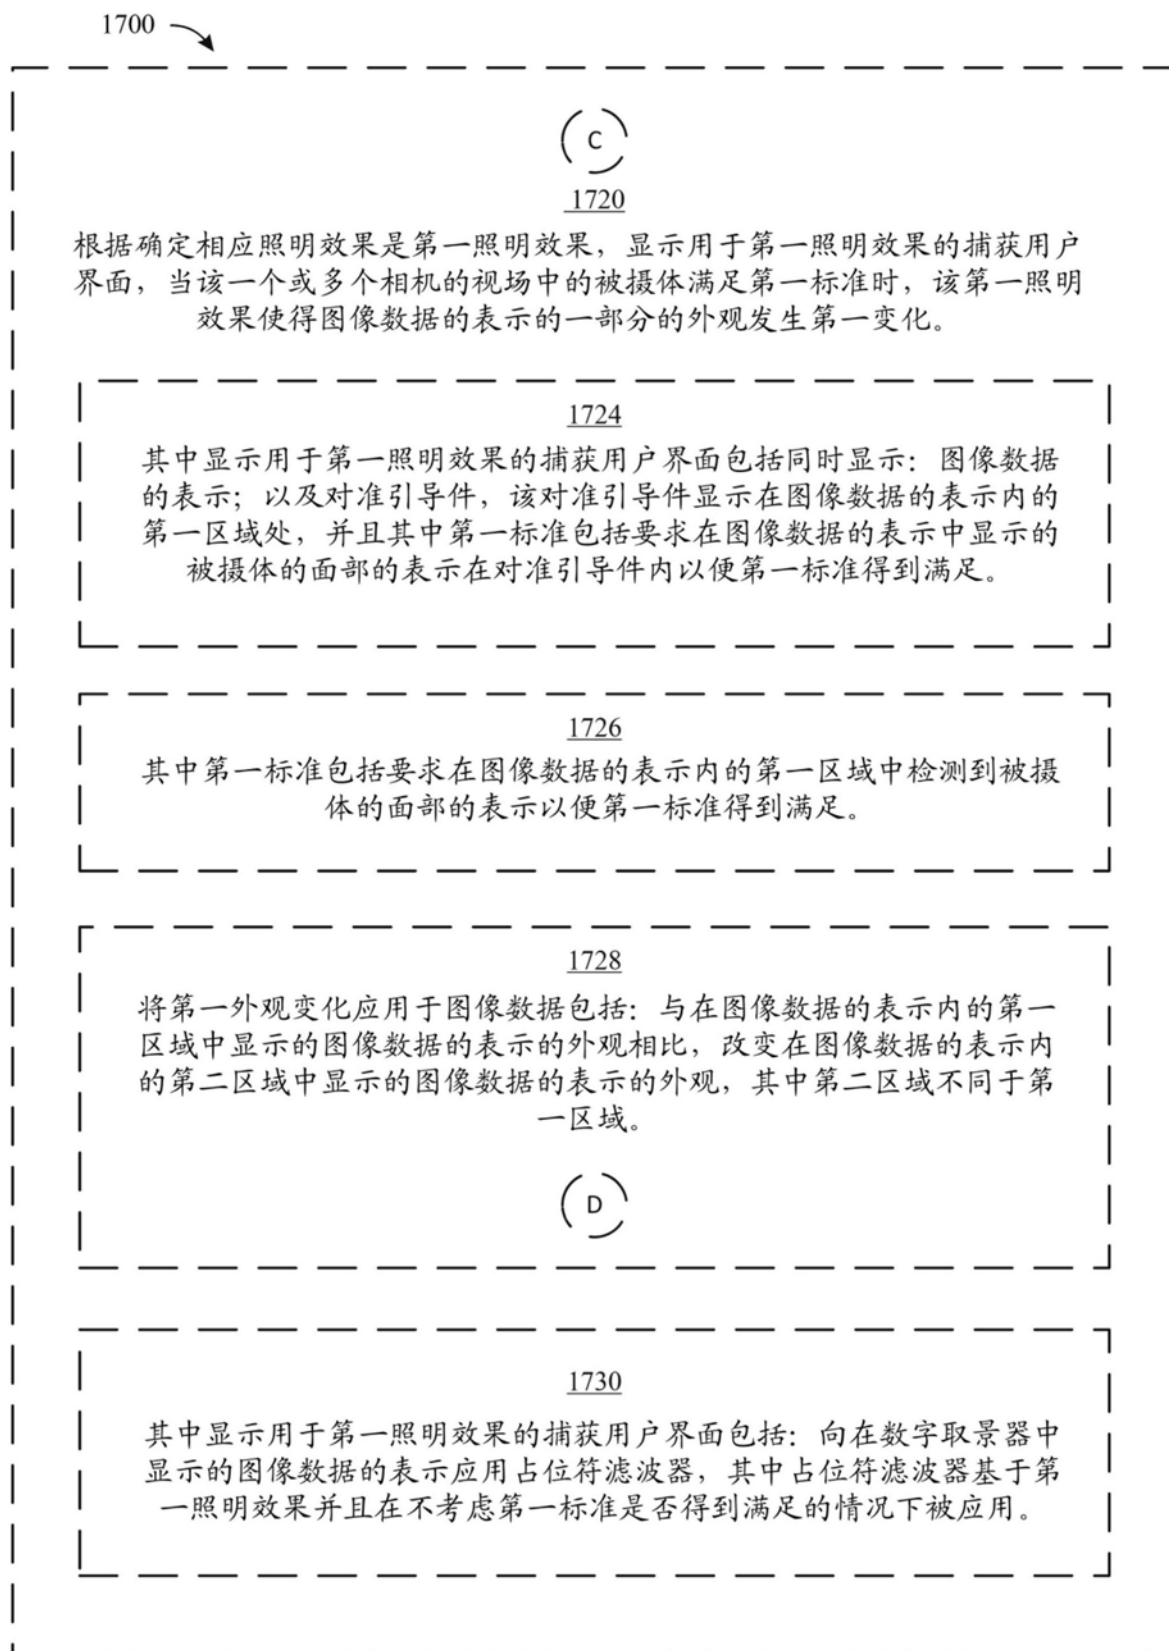 1700
C
1720
根据确定相应照明效果是第一照明效果，显示用于第一照明效果的捕获用户
界面，当该一个或多个相机的视场中的被摄体满足第一标准时，该第一照明
效果使得图像数据的表示的一部分的外观发生第一变化。
1724
其中显示用于第一照明效果的捕获用户界面包括同时显示：图像数据
的表示；以及对准引导件，该对准引导件显示在图像数据的表示内的
第一区域处，并且其中第一标准包括要求在图像数据的表示中显示的
被摄体的面部的表示在对准引导件内以便第一标准得到满足。
1726
其中第一标准包括要求在图像数据的表示内的第一区域中检测到被摄
体的面部的表示以便第一标准得到满足。
1728
将第一外观变化应用于图像数据包括：与在图像数据的表示内的第一
区域中显示的图像数据的表示的外观相比，改变在图像数据的表示内
的第二区域中显示的图像数据的表示的外观，其中第二区域不同于第
一区域。
D
1730
其中显示用于第一照明效果的捕获用户界面包括：向在数字取景器中
显示的图像数据的表示应用占位符滤波器，其中占位符滤波器基于第
一照明效果并且在不考虑第一标准是否得到满足的情况下被应用。